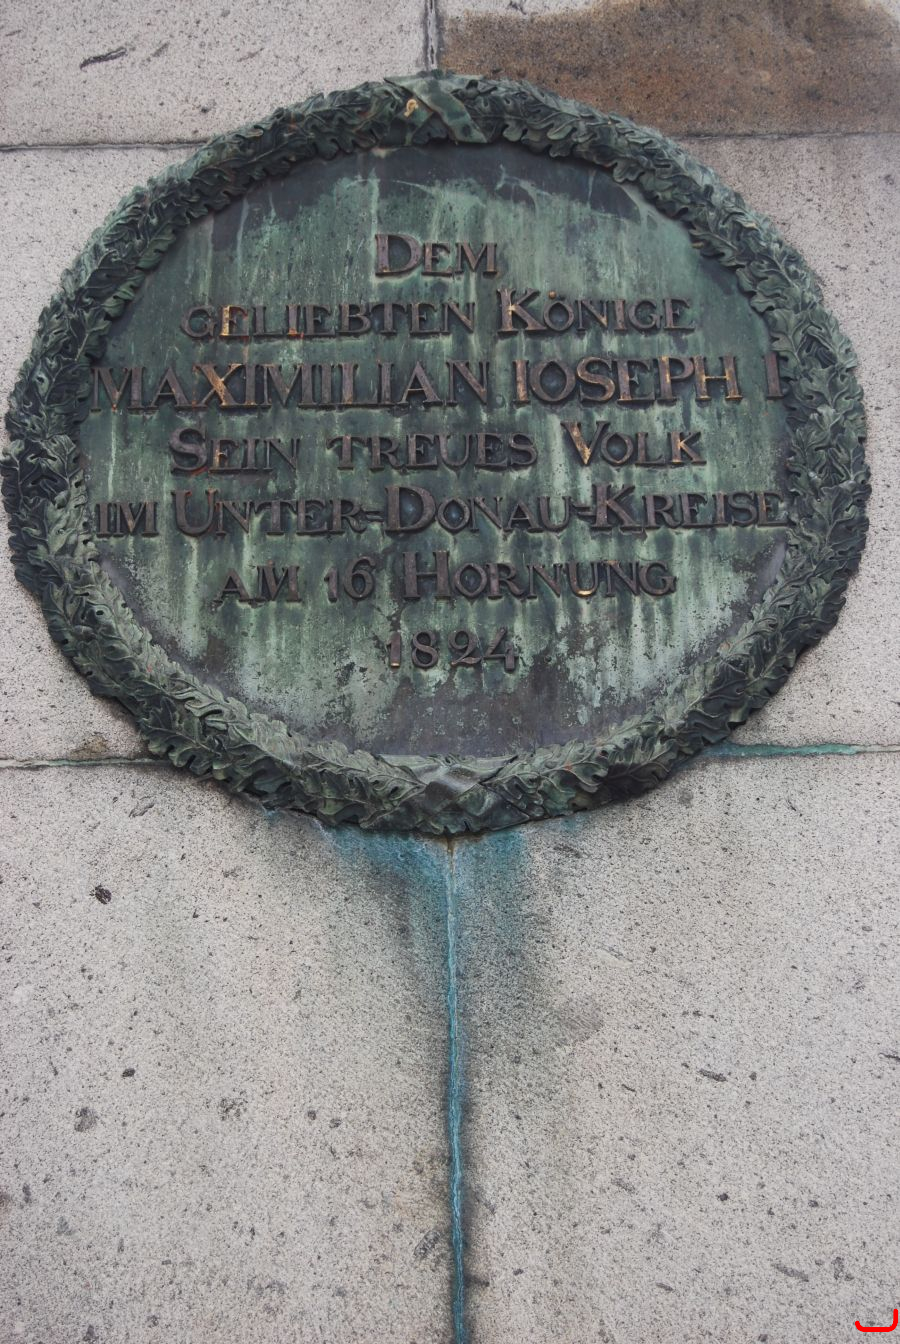 DEM
GELIEBTEN KÖNIGE
MAXIMILIAN IOSEPH I
SEIN TREUES VOLK
IM UNTER=DONAU-KREISE
AM 16 HORNUNG
1824